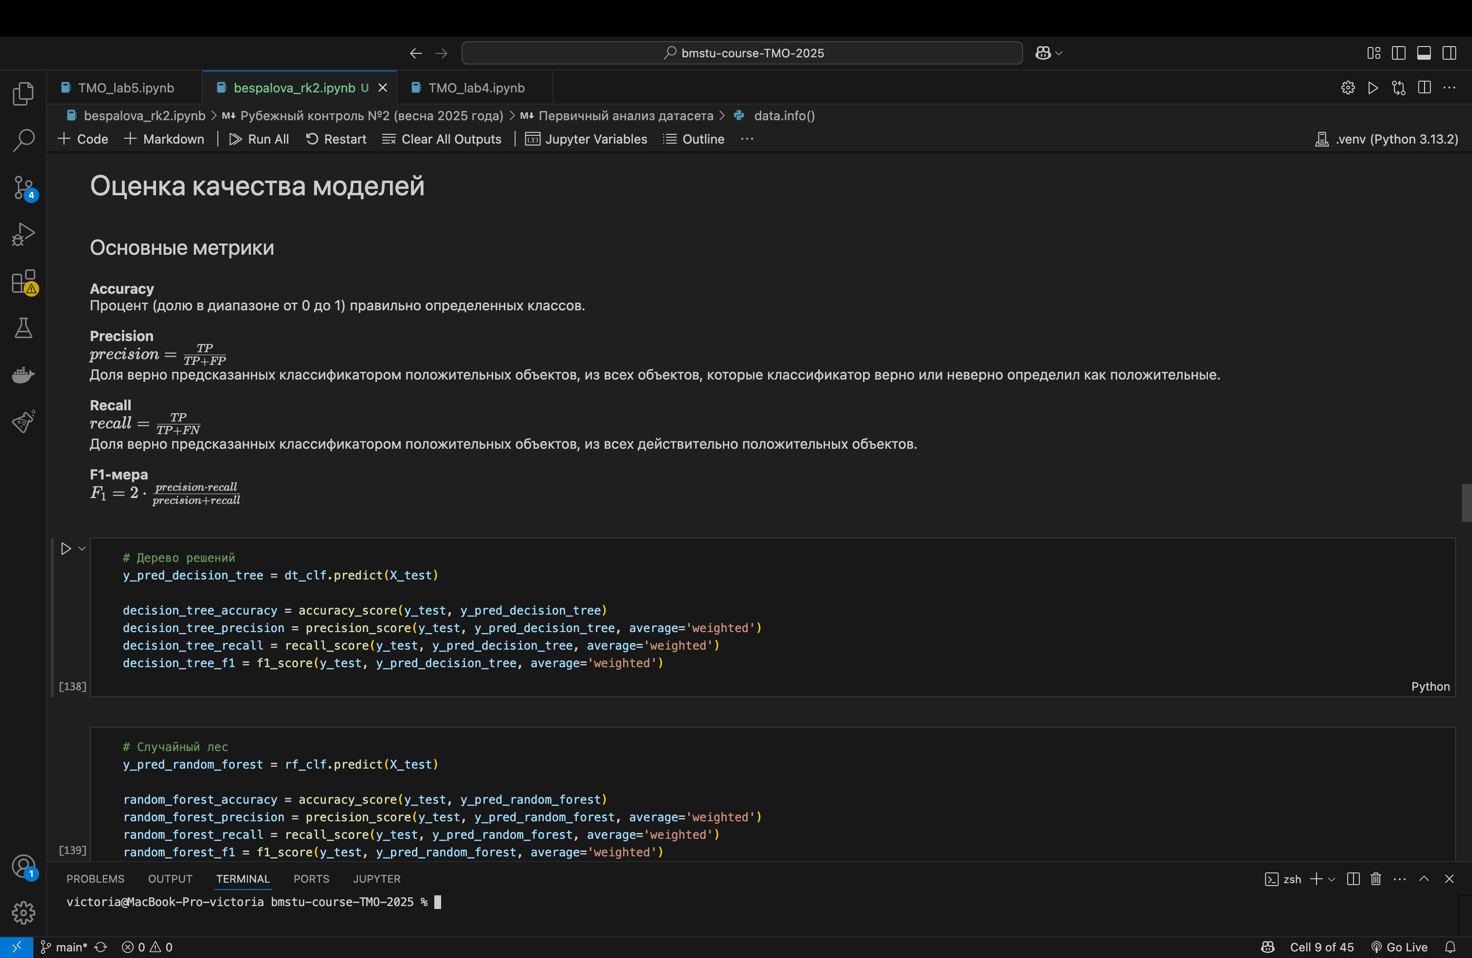 bmstu-course-TMO-2025
TMO_lab5.ipynb
bespalova_rk2.ipynb U
TMO_lab4.ipynb
bespalova_rk2.ipynb > M↓ Рубежный контроль №2 (весна 2025 года) > M↓ Первичный анализ датасета > data.info()
+ Code + Markdown Run All Restart Clear All Outputs Jupyter Variables Outline ...
.venv (Python 3.13.2)
4
Оценка качества моделей
Основные метрики
Accuracy
Процент (долю в диапазоне от 0 до 1) правильно определенных классов.
Precision
precision = TP / TP+FP
Доля верно предсказанных классификатором положительных объектов, из всех объектов, которые классификатор верно или неверно определил как положительные.
Recall
recall = TP / TP+FN
Доля верно предсказанных классификатором положительных объектов, из всех действительно положительных объектов.
F1-мера
F₁ = 2 · precision·recall / precision+recall
# Дерево решений
y_pred_decision_tree = dt_clf.predict(X_test)
decision_tree_accuracy = accuracy_score(y_test, y_pred_decision_tree)
decision_tree_precision = precision_score(y_test, y_pred_decision_tree, average='weighted')
decision_tree_recall = recall_score(y_test, y_pred_decision_tree, average='weighted')
decision_tree_f1 = f1_score(y_test, y_pred_decision_tree, average='weighted')
[138]
Python
# Случайный лес
y_pred_random_forest = rf_clf.predict(X_test)
random_forest_accuracy = accuracy_score(y_test, y_pred_random_forest)
random_forest_precision = precision_score(y_test, y_pred_random_forest, average='weighted')
random_forest_recall = recall_score(y_test, y_pred_random_forest, average='weighted')
random_forest_f1 = f1_score(y_test, y_pred_random_forest, average='weighted')
[139]
1
PROBLEMS OUTPUT TERMINAL PORTS JUPYTER
zsh
victoria@MacBook-Pro-victoria bmstu-course-TMO-2025 %
main* 0 0
Cell 9 of 45 Go Live